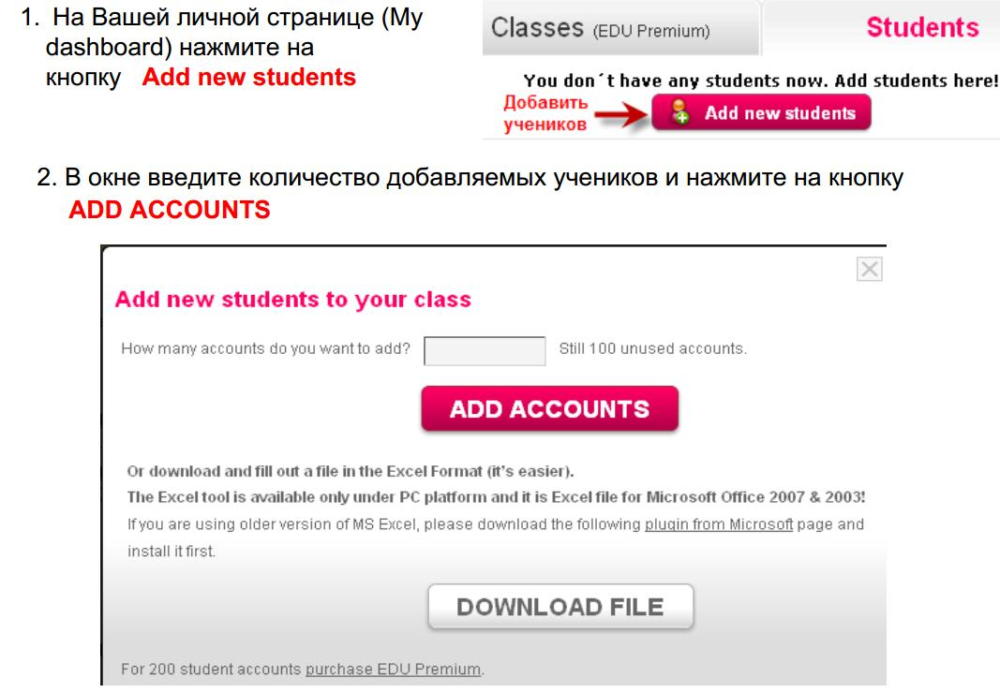 1. На Вашей личной странице (My
dashboard) нажмите на
кнопку Add new students
Classes (EDU Premium)
Students
You don´t have any students now. Add students here!
Добавить
учеников
Add new students
2. В окне введите количество добавляемых учеников и нажмите на кнопку
ADD ACCOUNTS
Add new students to your class
How many accounts do you want to add?
Still 100 unused accounts.
ADD ACCOUNTS
Or download and fill out a file in the Excel Format (it's easier).
The Excel tool is available only under PC platform and it is Excel file for Microsoft Office 2007 & 2003!
If you are using older version of MS Excel, please download the following plugin from Microsoft page and
install it first.
DOWNLOAD FILE
For 200 student accounts purchase EDU Premium.